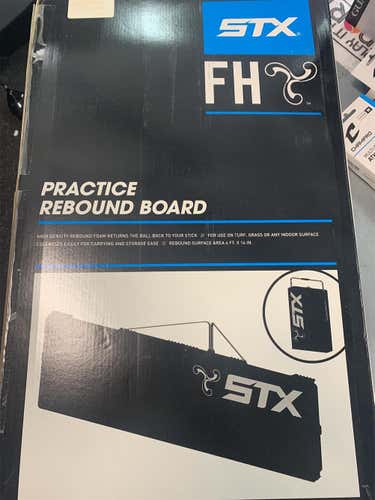 STX
FH
PRACTICE
REBOUND BOARD
HIGH DENSITY REBOUND FOAM RETURNS THE BALL BACK TO YOUR STICK // FOR USE ON TURF, GRASS OR ANY INDOOR SURFACE
COLLAPSES EASILY FOR CARRYING AND STORAGE EASE // REBOUND SURFACE AREA 4 FT. X 14 IN.
STX
STX
CHAMPRO